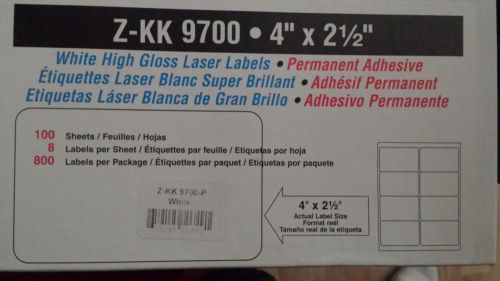 Z-KK 9700 • 4" x 2½"
White High Gloss Laser Labels • Permanent Adhesive
Étiquettes Laser Blanc Super Brillant • Adhésif Permanent
Etiquetas Láser Blanca de Gran Brillo • Adhesivo Permanente
100 Sheets / Feuilles / Hojas
8 Labels per Sheet / Étiquettes par feuille / Etiquetas por hoja
800 Labels per Package / Étiquettes par paquet / Etiquetas por paquete
Z-KK 9700-P
White
4" x 2½"
Actual Label Size
Format réel
Tamaño real de la etiqueta